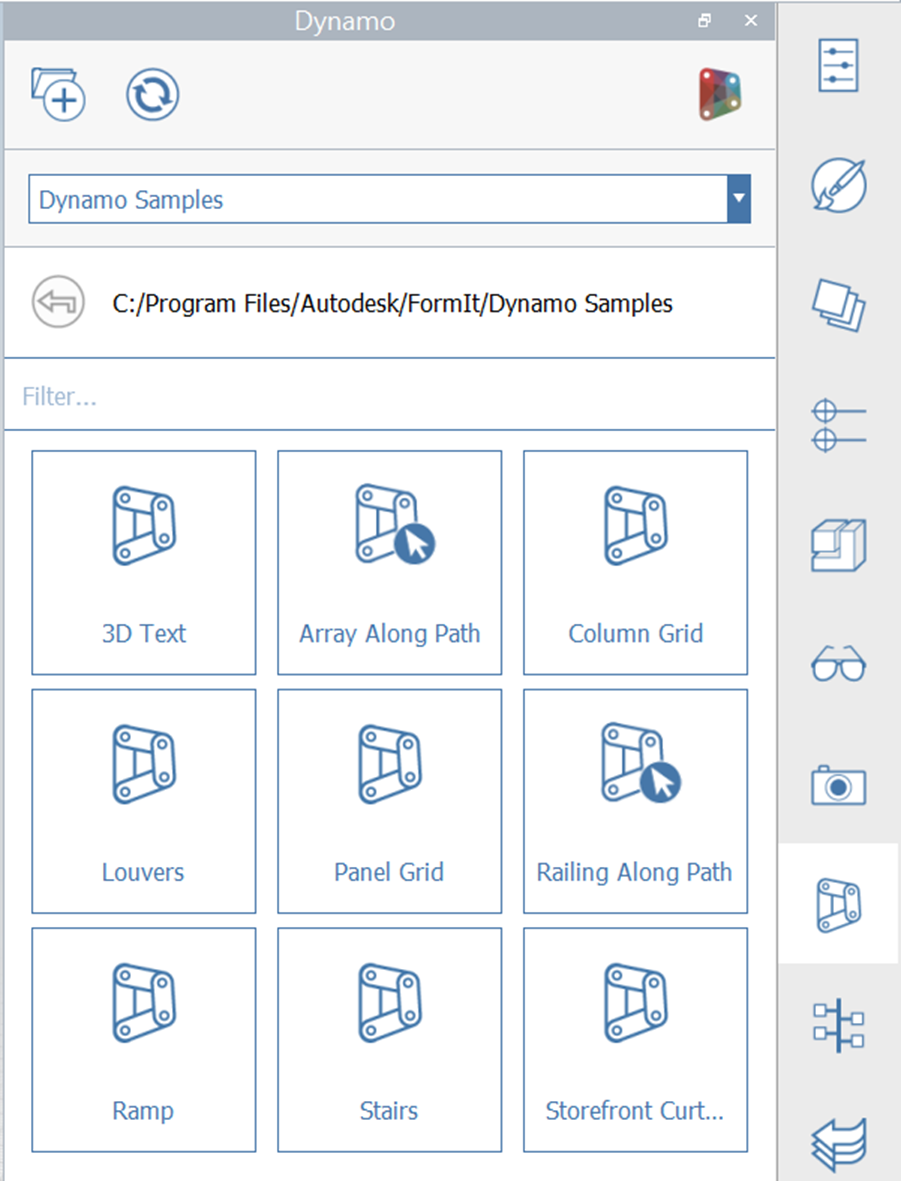 Dynamo
Dynamo Samples
C:/Program Files/Autodesk/FormIt/Dynamo Samples
Filter...
3D Text
Array Along Path
Column Grid
Louvers
Panel Grid
Railing Along Path
Ramp
Stairs
Storefront Curt...